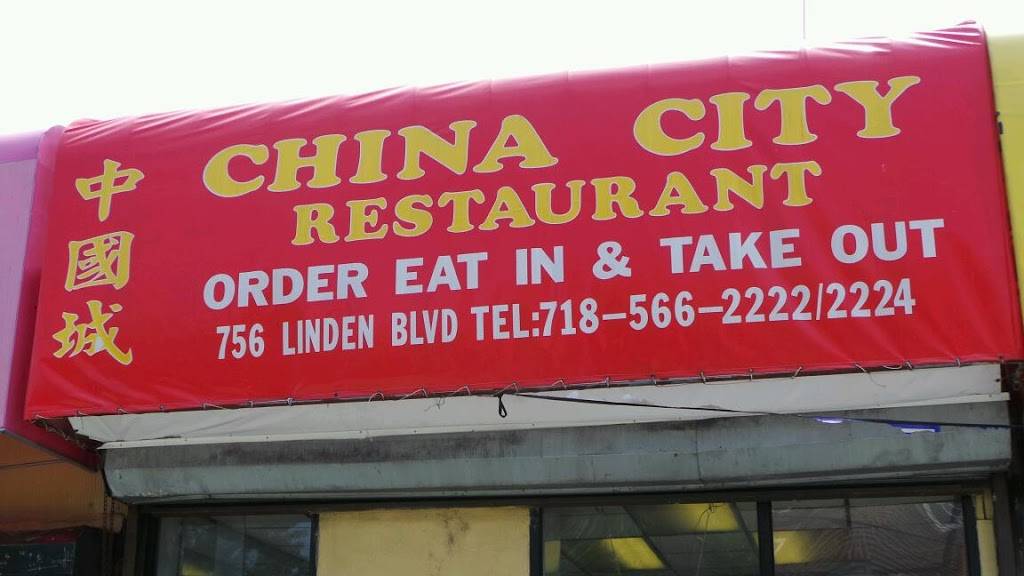 中國城
CHINA CITY
RESTAURANT
ORDER EAT IN & TAKE OUT
756 LINDEN BLVD TEL:718-566-2222/2224